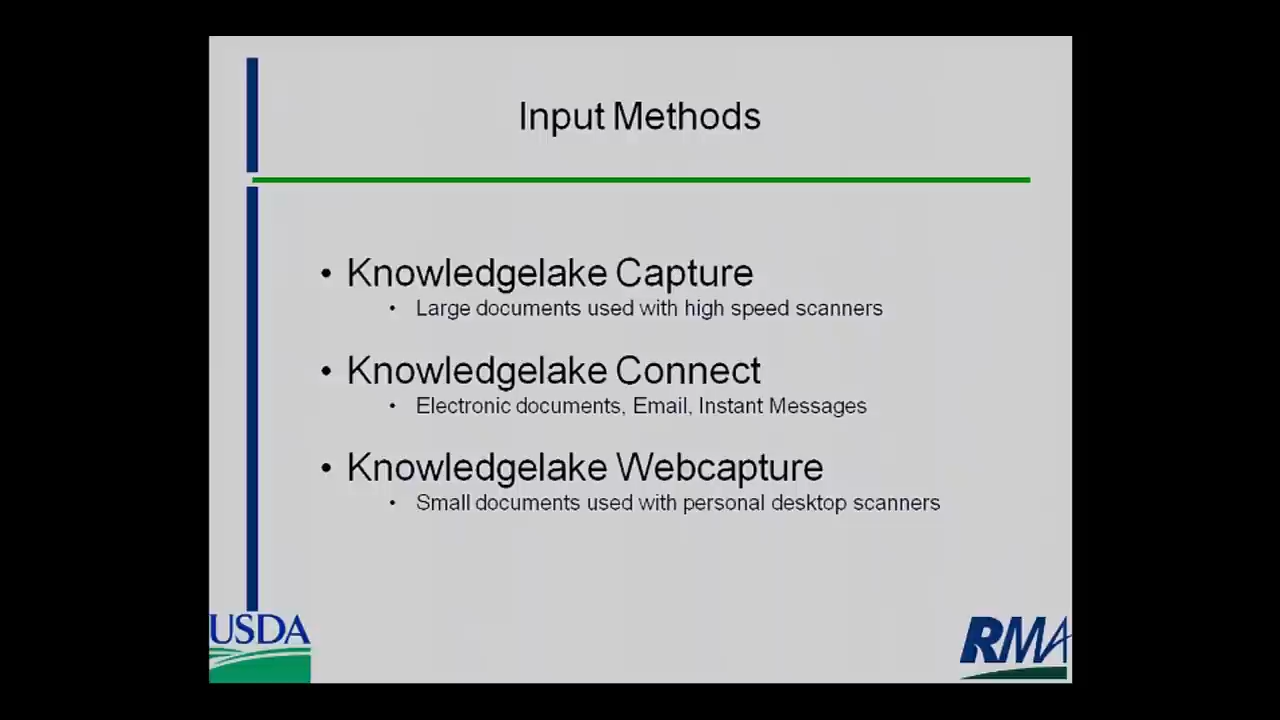 Input Methods
• Knowledgelake Capture
• Large documents used with high speed scanners
• Knowledgelake Connect
• Electronic documents, Email, Instant Messages
• Knowledgelake Webcapture
• Small documents used with personal desktop scanners
USDA
RMA